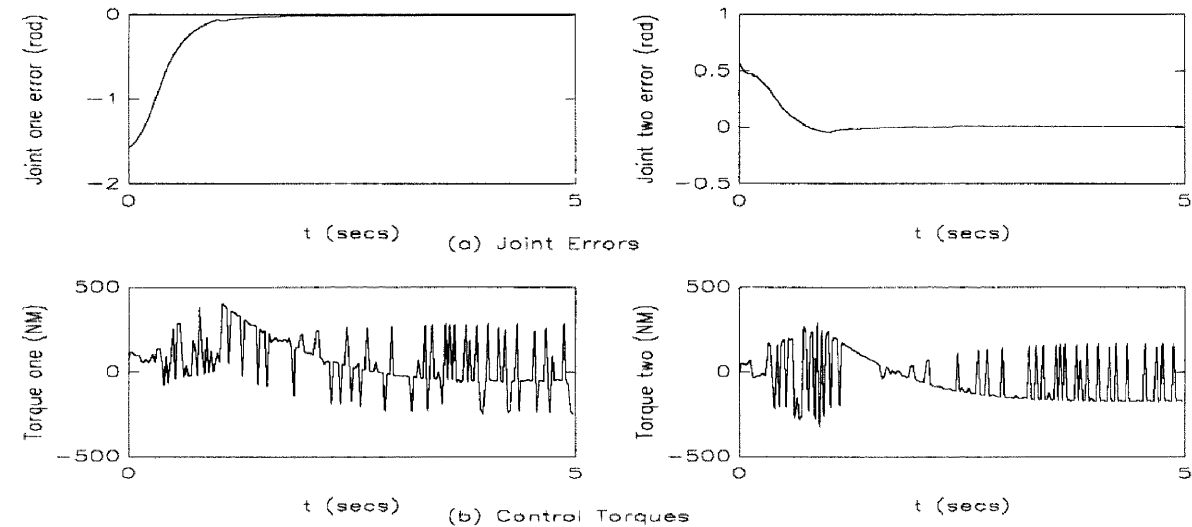 Joint one error (rad)
0
−1
−2
0
5
t (secs)
Joint two error (rad)
1
0.5
0
−0.5
0
5
t (secs)
(a) Joint Errors
Torque one (NM)
500
0
−500
0
5
t (secs)
Torque two (NM)
500
0
−500
0
5
t (secs)
(b) Control Torques